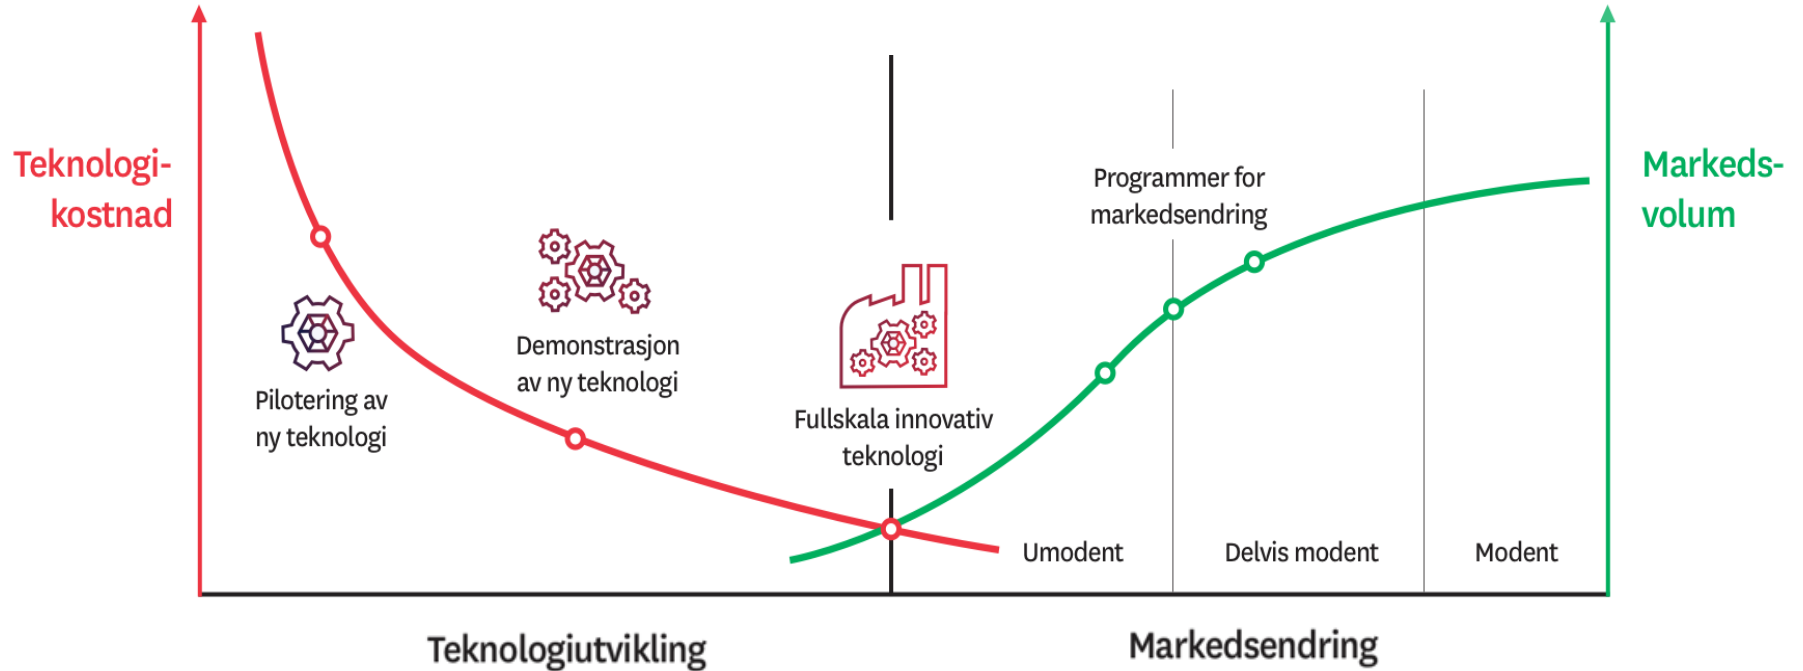 Teknologi-
kostnad
Pilotering av
ny teknologi
Demonstrasjon
av ny teknologi
Fullskala innovativ
teknologi
Programmer for
markedsendring
Markeds-
volum
Umodent
Delvis modent
Modent
Teknologiutvikling
Markedsendring